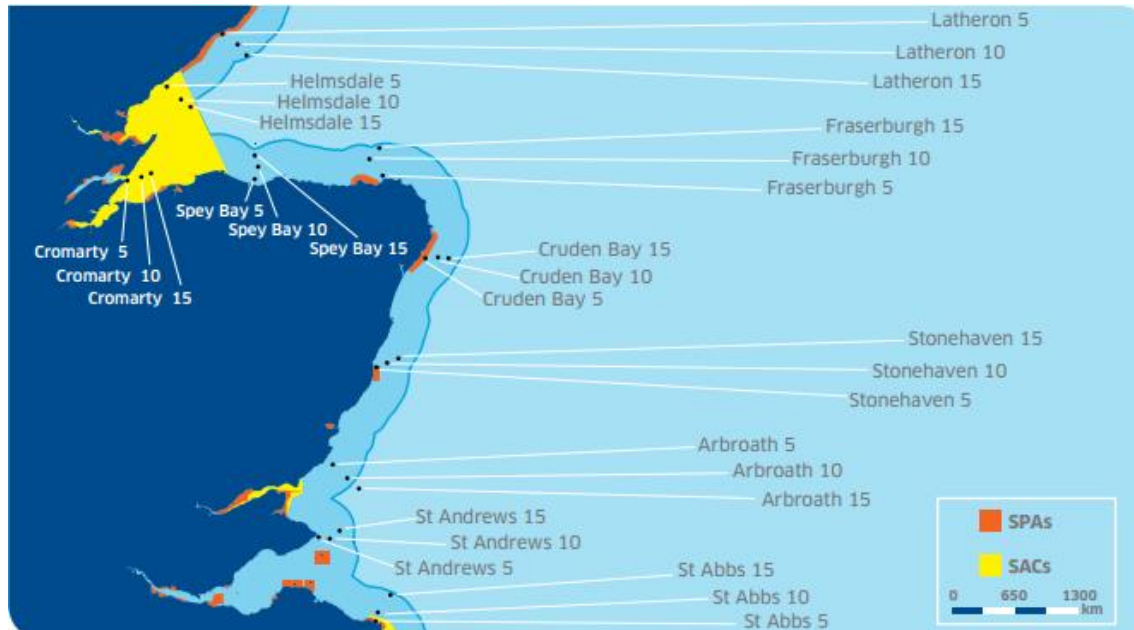 Latheron 5
Latheron 10
Latheron 15
Helmsdale 5
Helmsdale 10
Helmsdale 15
Fraserburgh 15
Fraserburgh 10
Fraserburgh 5
Spey Bay 5
Spey Bay 10
Spey Bay 15
Cromarty 5
Cromarty 10
Cromarty 15
Cruden Bay 15
Cruden Bay 10
Cruden Bay 5
Stonehaven 15
Stonehaven 10
Stonehaven 5
Arbroath 5
Arbroath 10
Arbroath 15
St Andrews 15
St Andrews 10
St Andrews 5
St Abbs 15
St Abbs 10
St Abbs 5
SPAs
SACs
0 650 1300
km